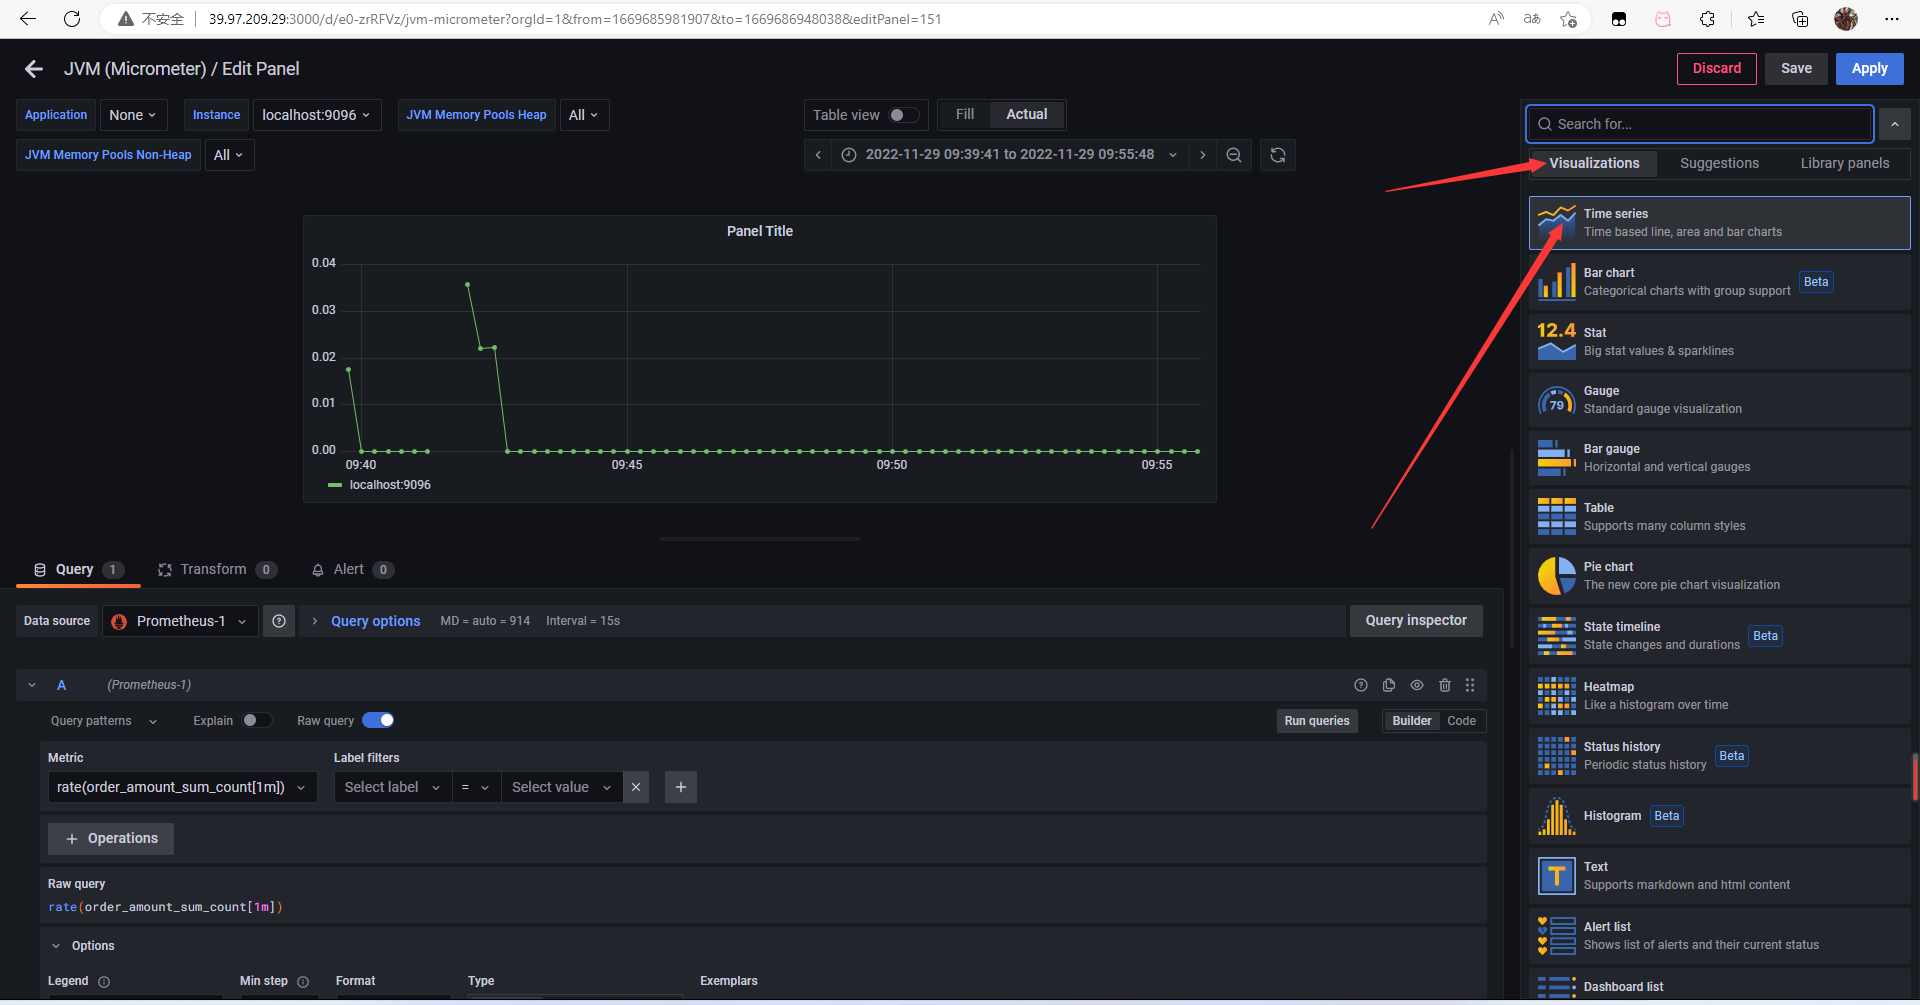 不安全 39.97.209.29:3000/d/e0-zrRFVz/jvm-micrometer?orgId=1&from=1669685981907&to=1669686948038&editPanel=151
JVM (Micrometer) / Edit Panel
Discard Save Apply
Application None Instance localhost:9096 JVM Memory Pools Heap All
JVM Memory Pools Non-Heap All
Table view Fill Actual
2022-11-29 09:39:41 to 2022-11-29 09:55:48
Panel Title
0.04
0.03
0.02
0.01
0.00
09:40 09:45 09:50 09:55
localhost:9096
Query 1 Transform 0 Alert 0
Data source Prometheus-1 Query options MD = auto = 914 Interval = 15s Query inspector
A (Prometheus-1)
Query patterns Explain Raw query Run queries Builder Code
Metric Label filters
rate(order_amount_sum_count[1m]) Select label = Select value
+ Operations
Raw query
rate(order_amount_sum_count[1m])
Options
Legend Min step Format Type Exemplars
Search for...
Visualizations Suggestions Library panels
Time series
Time based line, area and bar charts
Bar chart
Categorical charts with group support Beta
12.4 Stat
Big stat values & sparklines
Gauge
79 Standard gauge visualization
Bar gauge
Horizontal and vertical gauges
Table
Supports many column styles
Pie chart
The new core pie chart visualization
State timeline
State changes and durations Beta
Heatmap
Like a histogram over time
Status history
Periodic status history Beta
Histogram Beta
T Text
Supports markdown and html content
Alert list
Shows list of alerts and their current status
Dashboard list